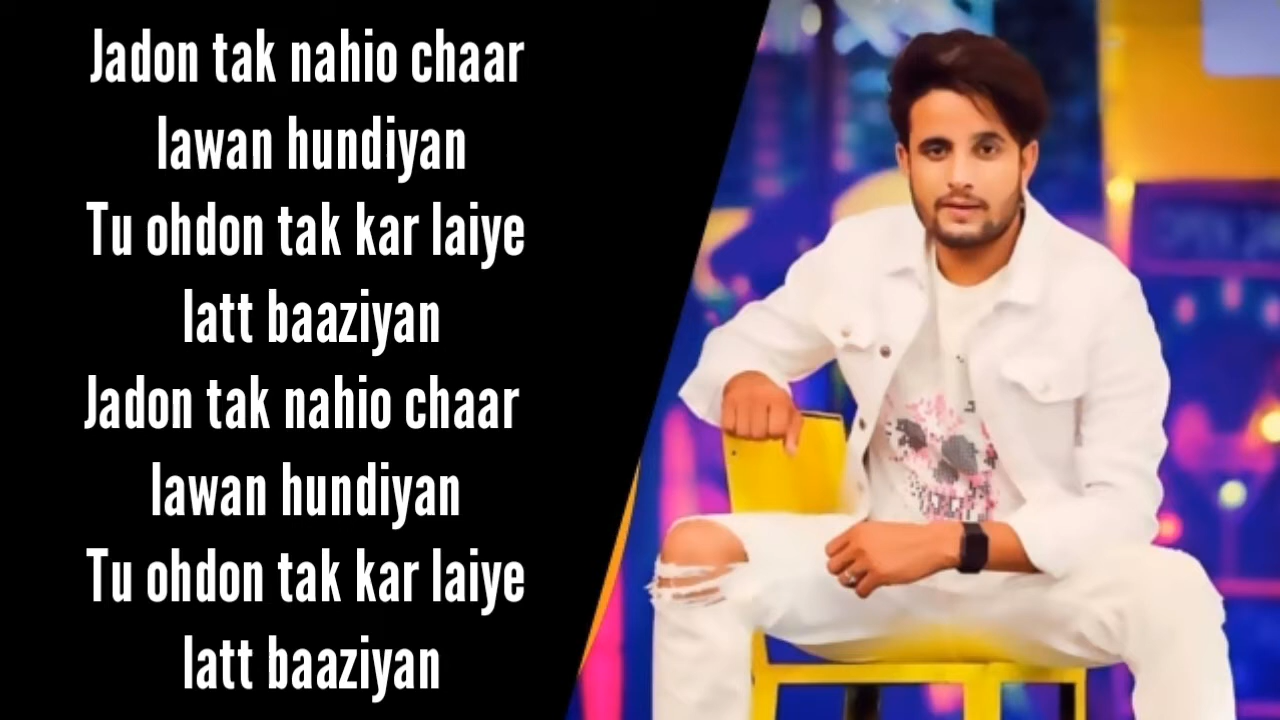 Jadon tak nahio chaar
lawan hundiyan
Tu ohdon tak kar laiye
latt baaziyan
Jadon tak nahio chaar
lawan hundiyan
Tu ohdon tak kar laiye
latt baaziyan